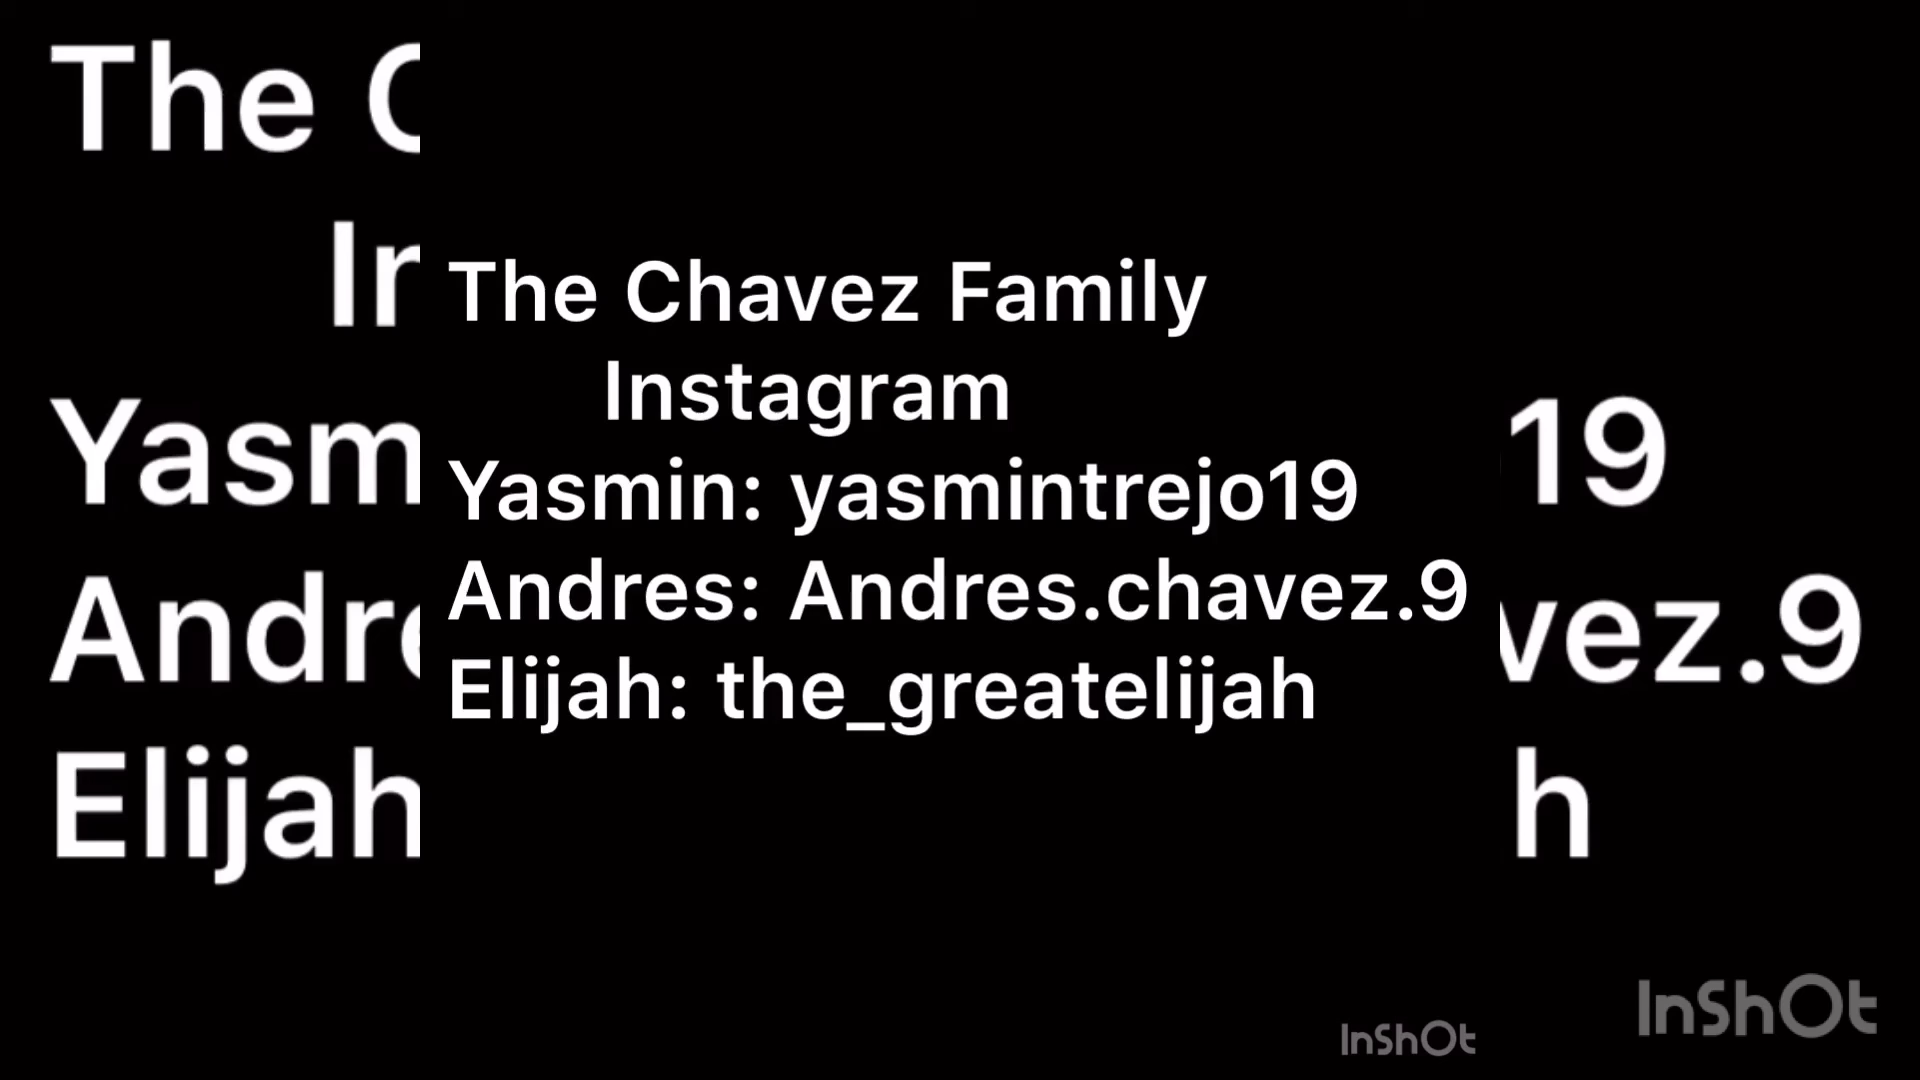 The Chavez Family
Instagram
Yasmin: yasmintrejo19
Andres: Andres.chavez.9
Elijah: the_greatelijah
InShOt
InShOt